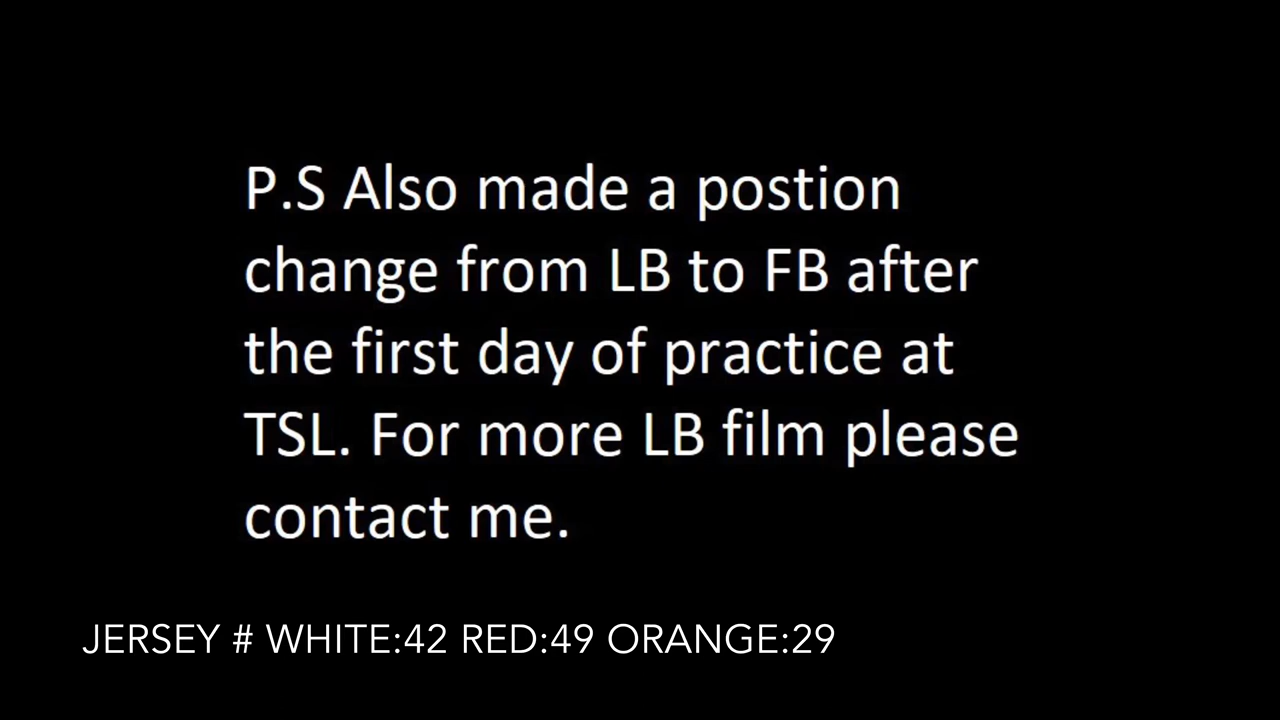 P.S Also made a postion
change from LB to FB after
the first day of practice at
TSL. For more LB film please
contact me.
JERSEY # WHITE:42 RED:49 ORANGE:29